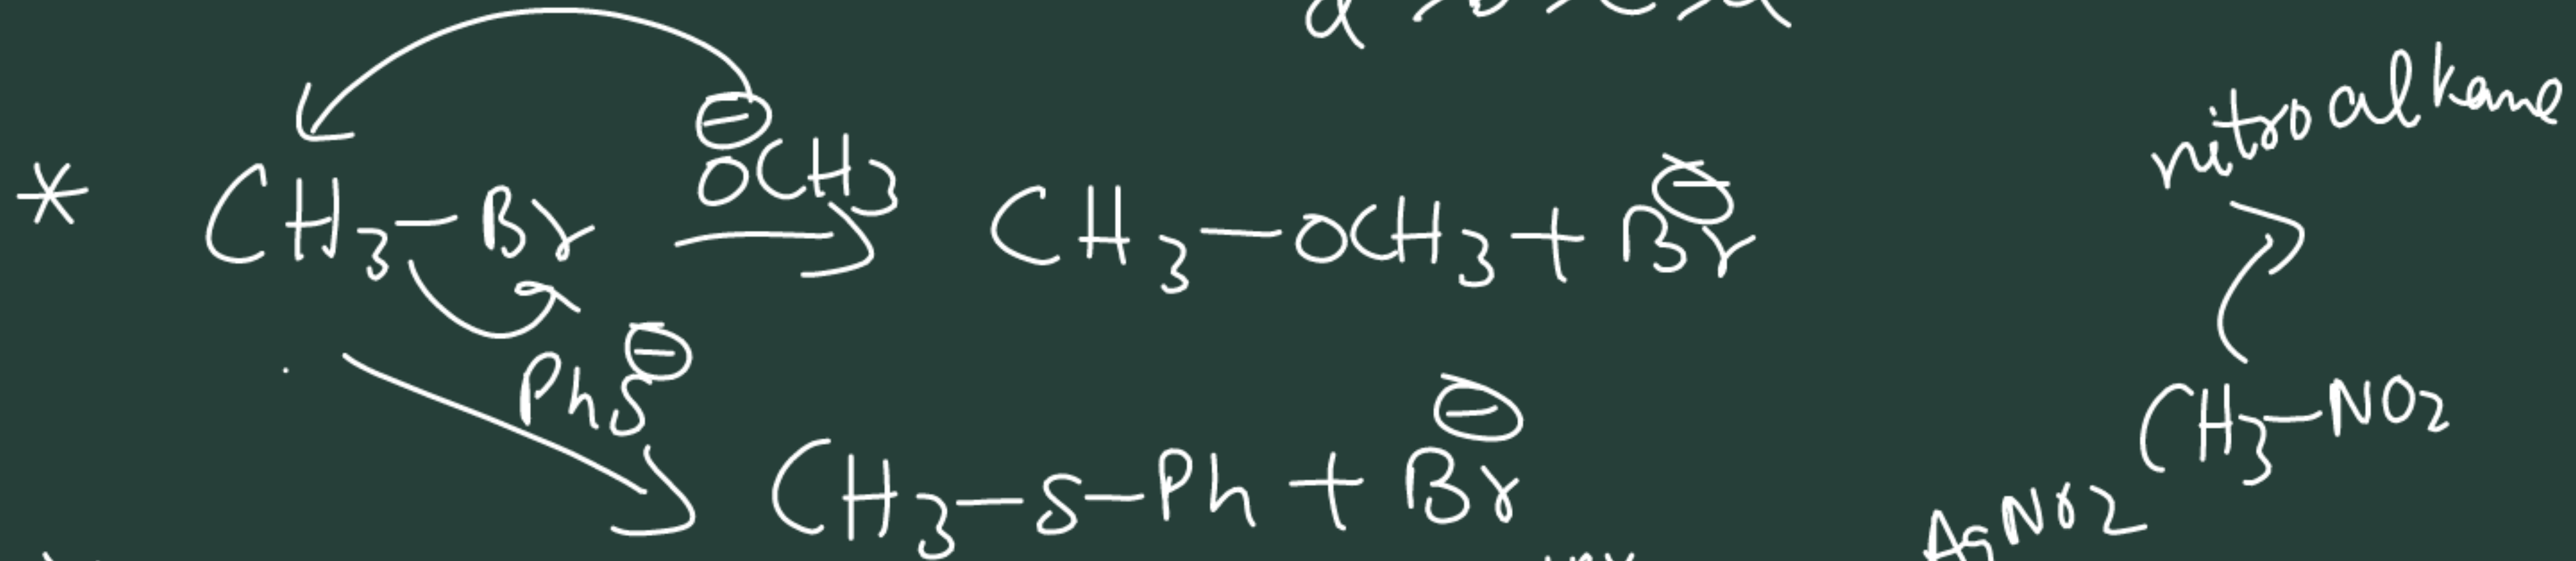 nitroalkane
⊖
* CH₃–Br OCH₃ CH₃–OCH₃ + Br⊖
PhS⊖
CH₃–S–Ph + Br⊖
CH₃–NO₂
AgNO₂